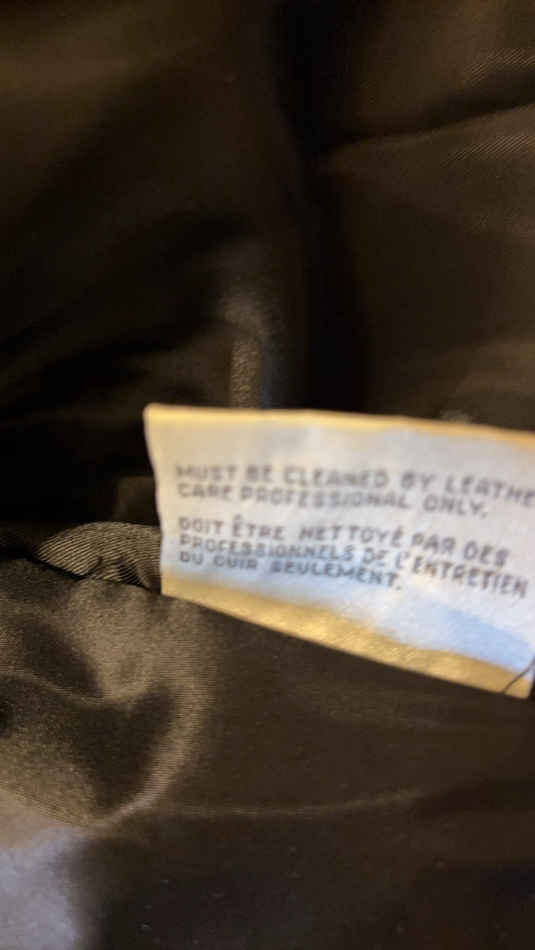 MUST BE CLEANED BY LEATHE
CARE PROFESSIONAL ONLY.
DOIT ÊTRE NETTOYÉ PAR DES
PROFESSIONNELS DE L'ENTRETIEN
DU CUIR SEULEMENT.